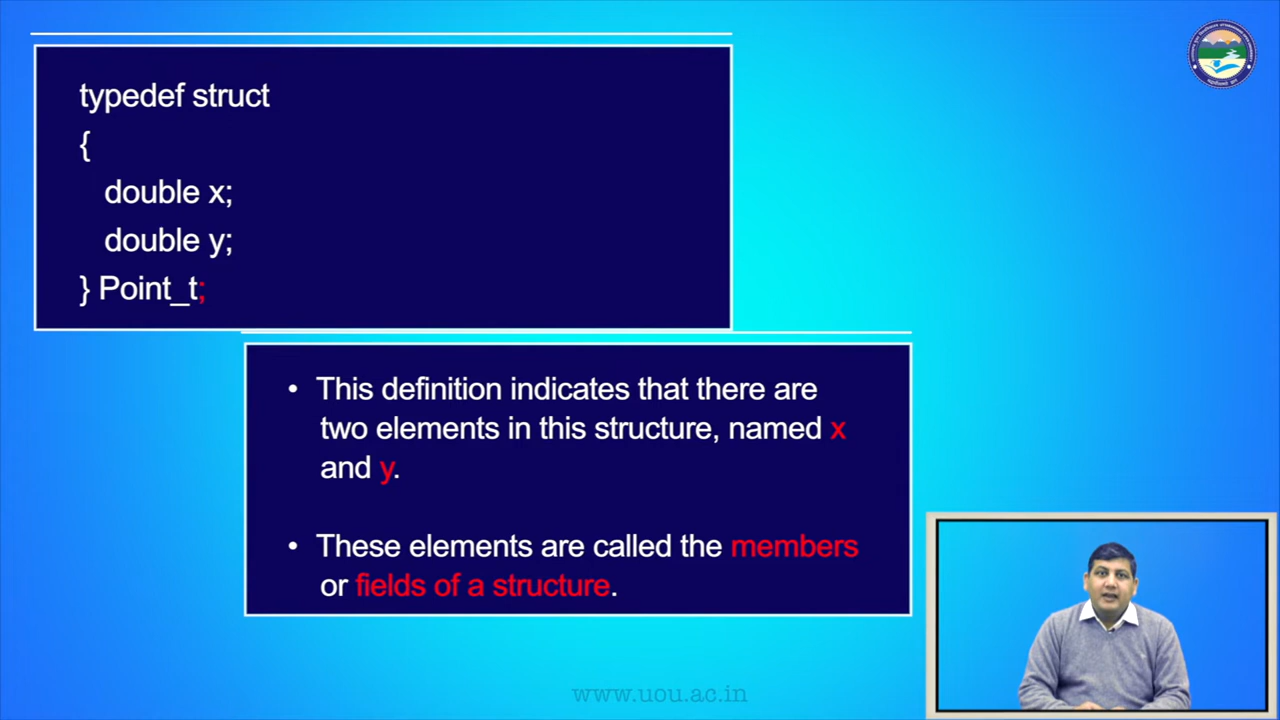 typedef struct
{
double x;
double y;
} Point_t;
• This definition indicates that there are
two elements in this structure, named x
and y.
• These elements are called the members
or fields of a structure.
www.uou.ac.in